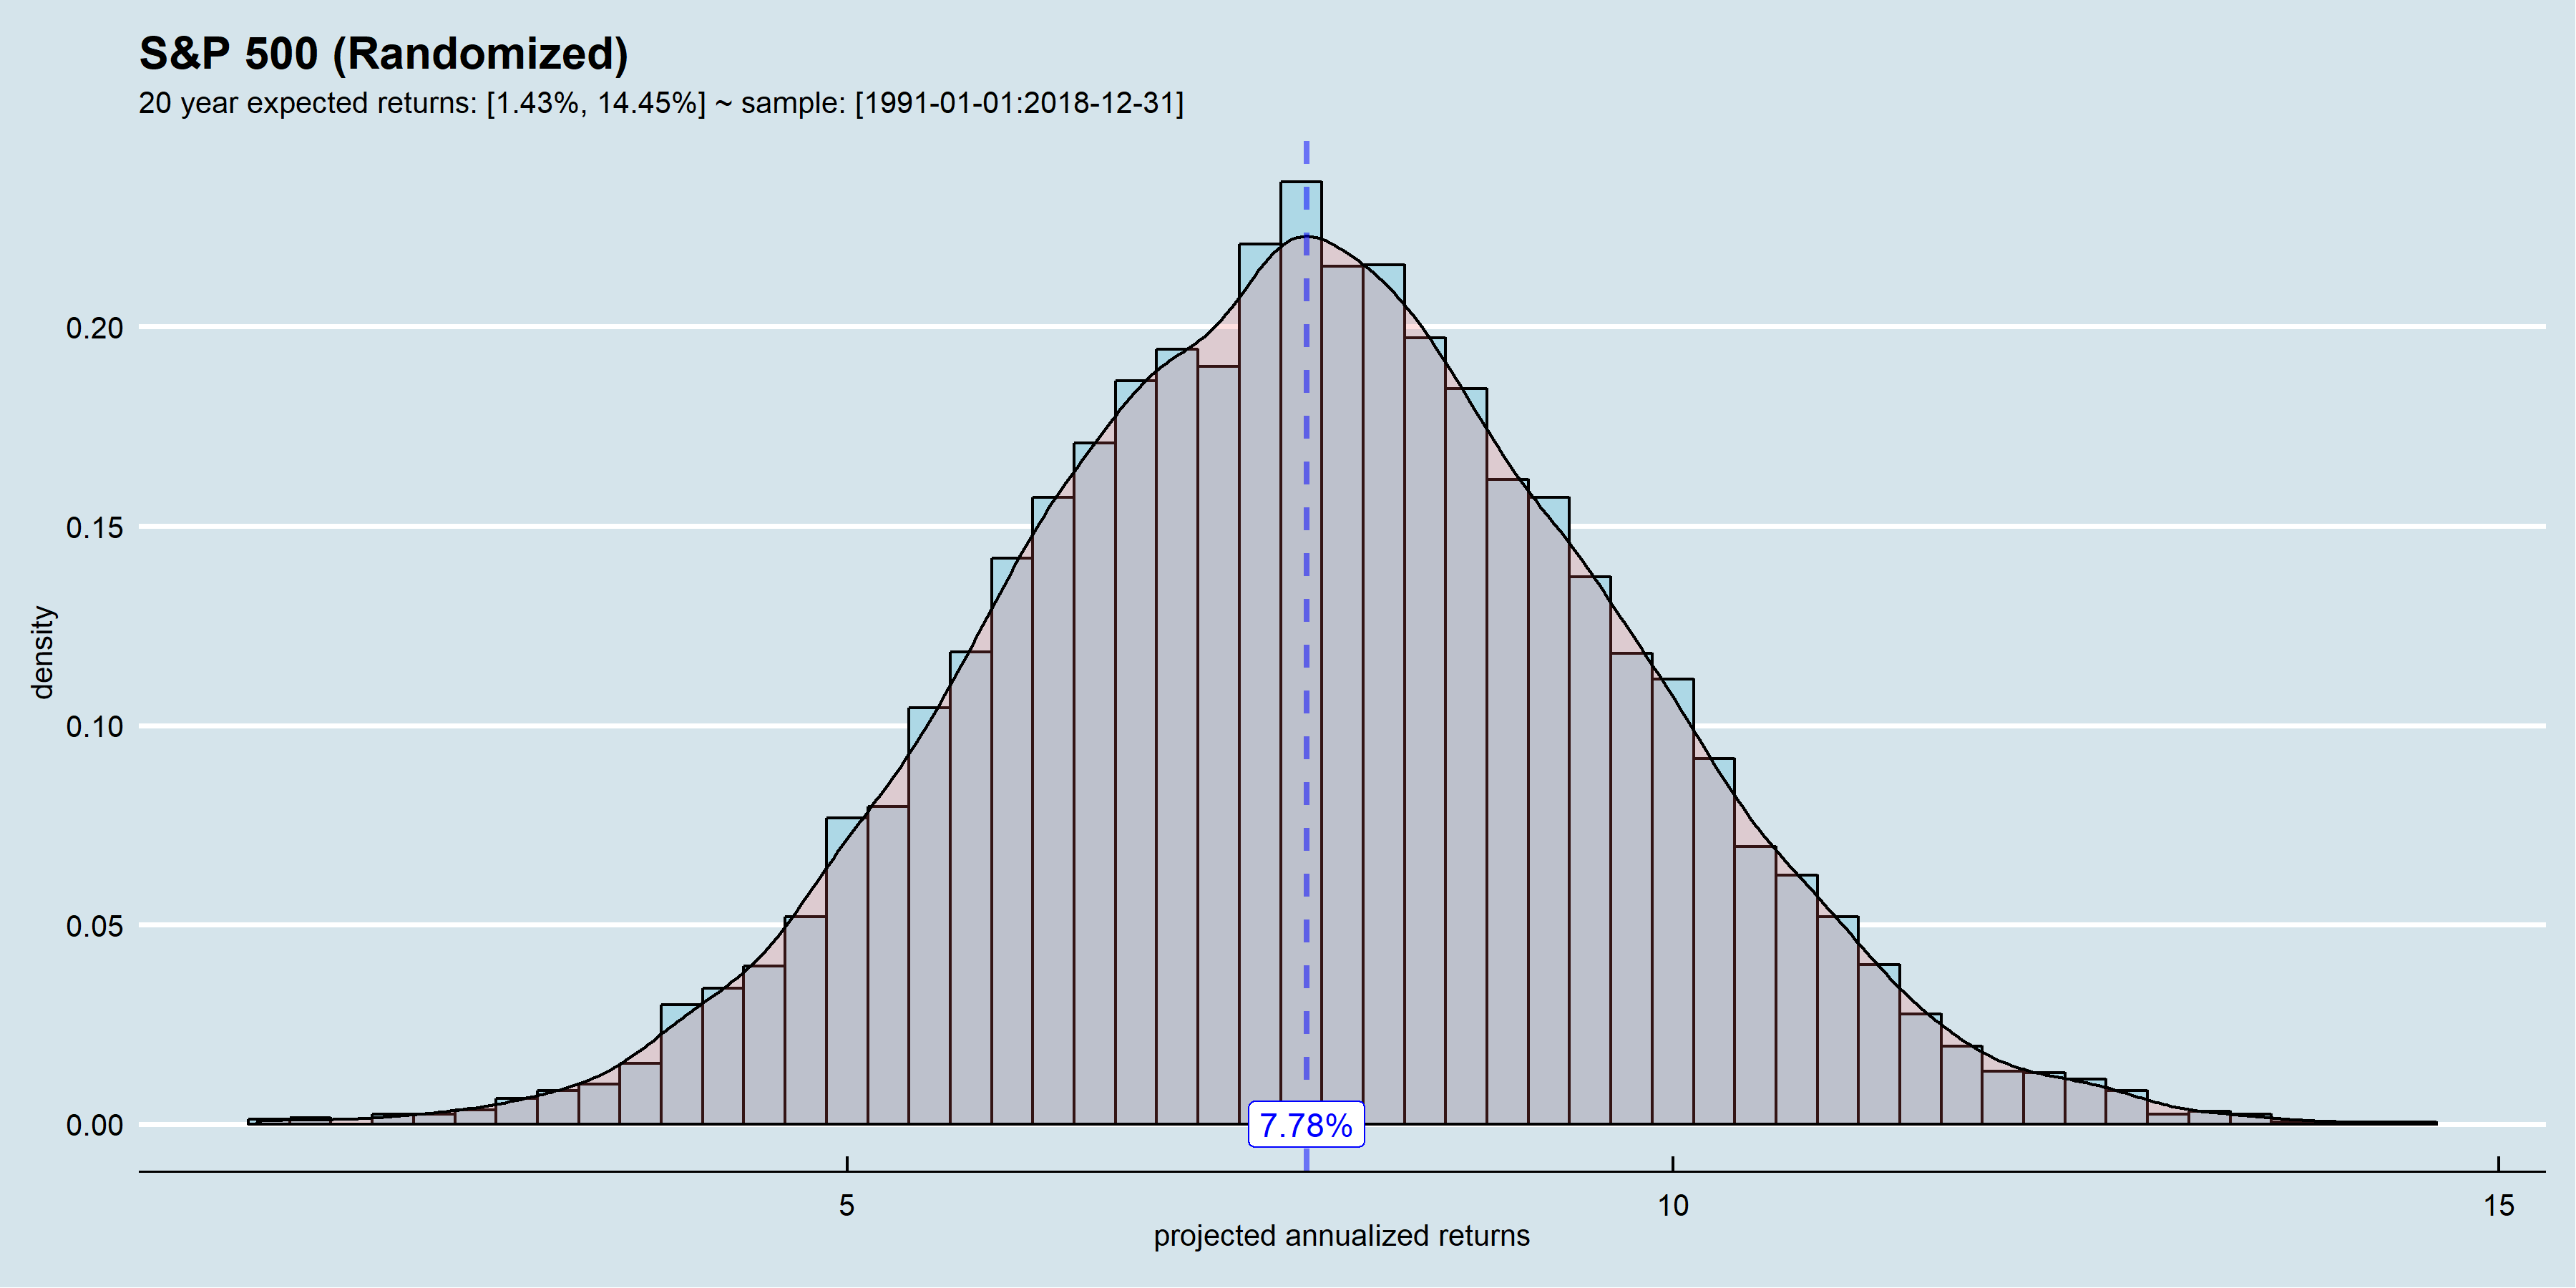 S&P 500 (Randomized)
20 year expected returns: [1.43%, 14.45%] ~ sample: [1991-01-01:2018-12-31]
density
0.20
0.15
0.10
0.05
0.00
7.78%
5
10
15
projected annualized returns